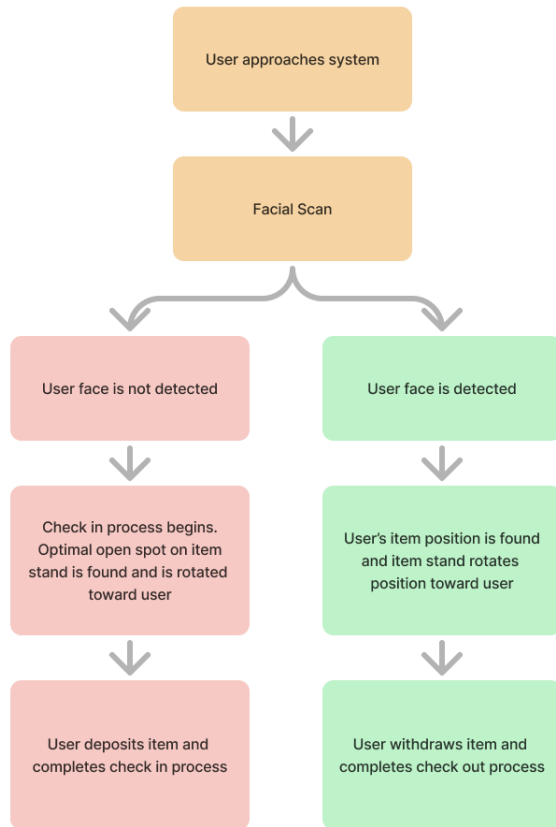 User approaches system
Facial Scan
User face is not detected
User face is detected
Check in process begins.
Optimal open spot on item
stand is found and is rotated
toward user
User’s item position is found
and item stand rotates
position toward user
User deposits item and
completes check in process
User withdraws item and
completes check out process